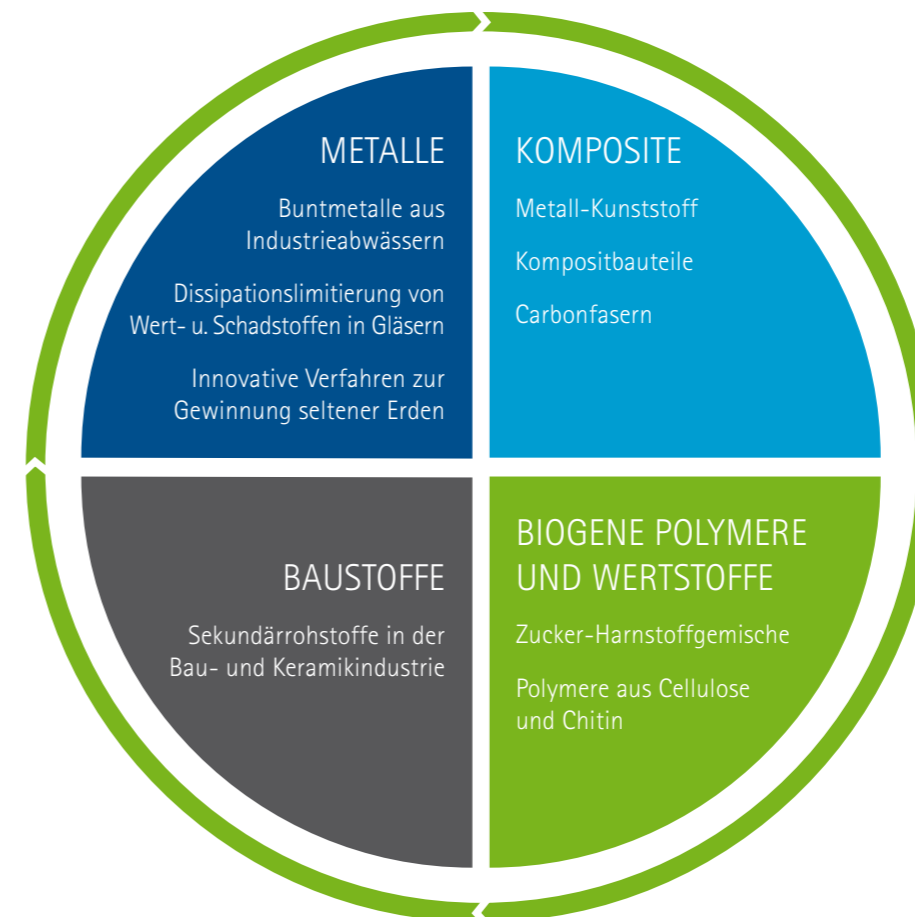 METALLE
Buntmetalle aus
Industrieabwässern
Dissipationslimitierung von
Wert- u. Schadstoffen in Gläsern
Innovative Verfahren zur
Gewinnung seltener Erden
KOMPOSITE
Metall-Kunststoff
Kompositbauteile
Carbonfasern
BAUSTOFFE
Sekundärrohstoffe in der
Bau- und Keramikindustrie
BIOGENE POLYMERE
UND WERTSTOFFE
Zucker-Harnstoffgemische
Polymere aus Cellulose
und Chitin